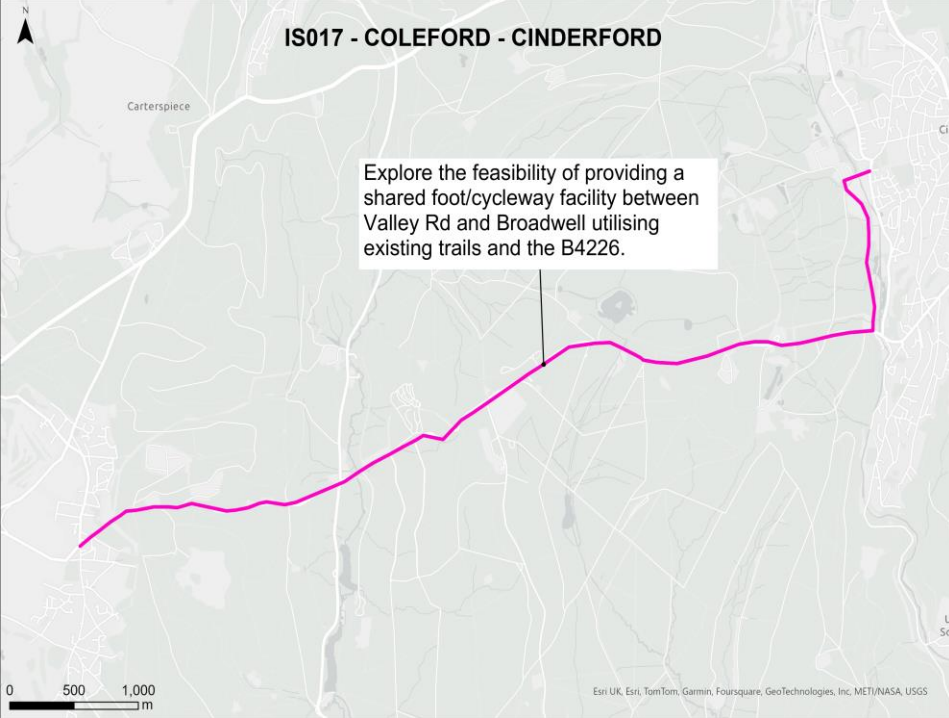 N
IS017 - COLEFORD - CINDERFORD
Carterspiece
Ci
Explore the feasibility of providing a
shared foot/cycleway facility between
Valley Rd and Broadwell utilising
existing trails and the B4226.
0 500 1,000
m
Esri UK, Esri, TomTom, Garmin, Foursquare, GeoTechnologies, Inc, METI/NASA, USGS